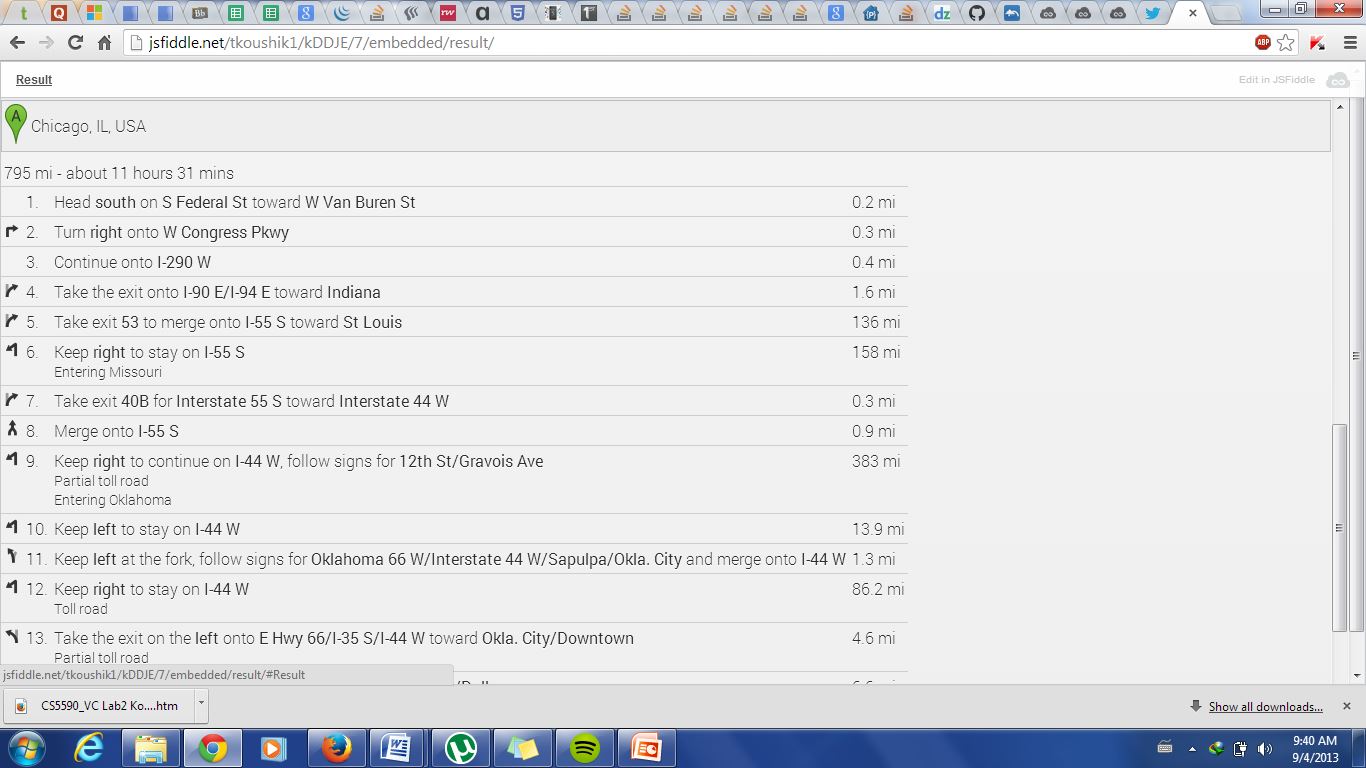 jsfiddle.net/tkoushik1/kDDJE/7/embedded/result/
ABP
Result
Edit in JSFiddle
A
Chicago, IL, USA
795 mi - about 11 hours 31 mins
1. Head south on S Federal St toward W Van Buren St 0.2 mi
2. Turn right onto W Congress Pkwy 0.3 mi
3. Continue onto I-290 W 0.4 mi
4. Take the exit onto I-90 E/I-94 E toward Indiana 1.6 mi
5. Take exit 53 to merge onto I-55 S toward St Louis 136 mi
6. Keep right to stay on I-55 S 158 mi
Entering Missouri
7. Take exit 40B for Interstate 55 S toward Interstate 44 W 0.3 mi
8. Merge onto I-55 S 0.9 mi
9. Keep right to continue on I-44 W, follow signs for 12th St/Gravois Ave 383 mi
Partial toll road
Entering Oklahoma
10. Keep left to stay on I-44 W 13.9 mi
11. Keep left at the fork, follow signs for Oklahoma 66 W/Interstate 44 W/Sapulpa/Okla. City and merge onto I-44 W 1.3 mi
12. Keep right to stay on I-44 W 86.2 mi
Toll road
13. Take the exit on the left onto E Hwy 66/I-35 S/I-44 W toward Okla. City/Downtown 4.6 mi
Partial toll road
jsfiddle.net/tkoushik1/kDDJE/7/embedded/result/#Result
CS5590_VC Lab2 Ko....htm
Show all downloads...
9:40 AM
9/4/2013